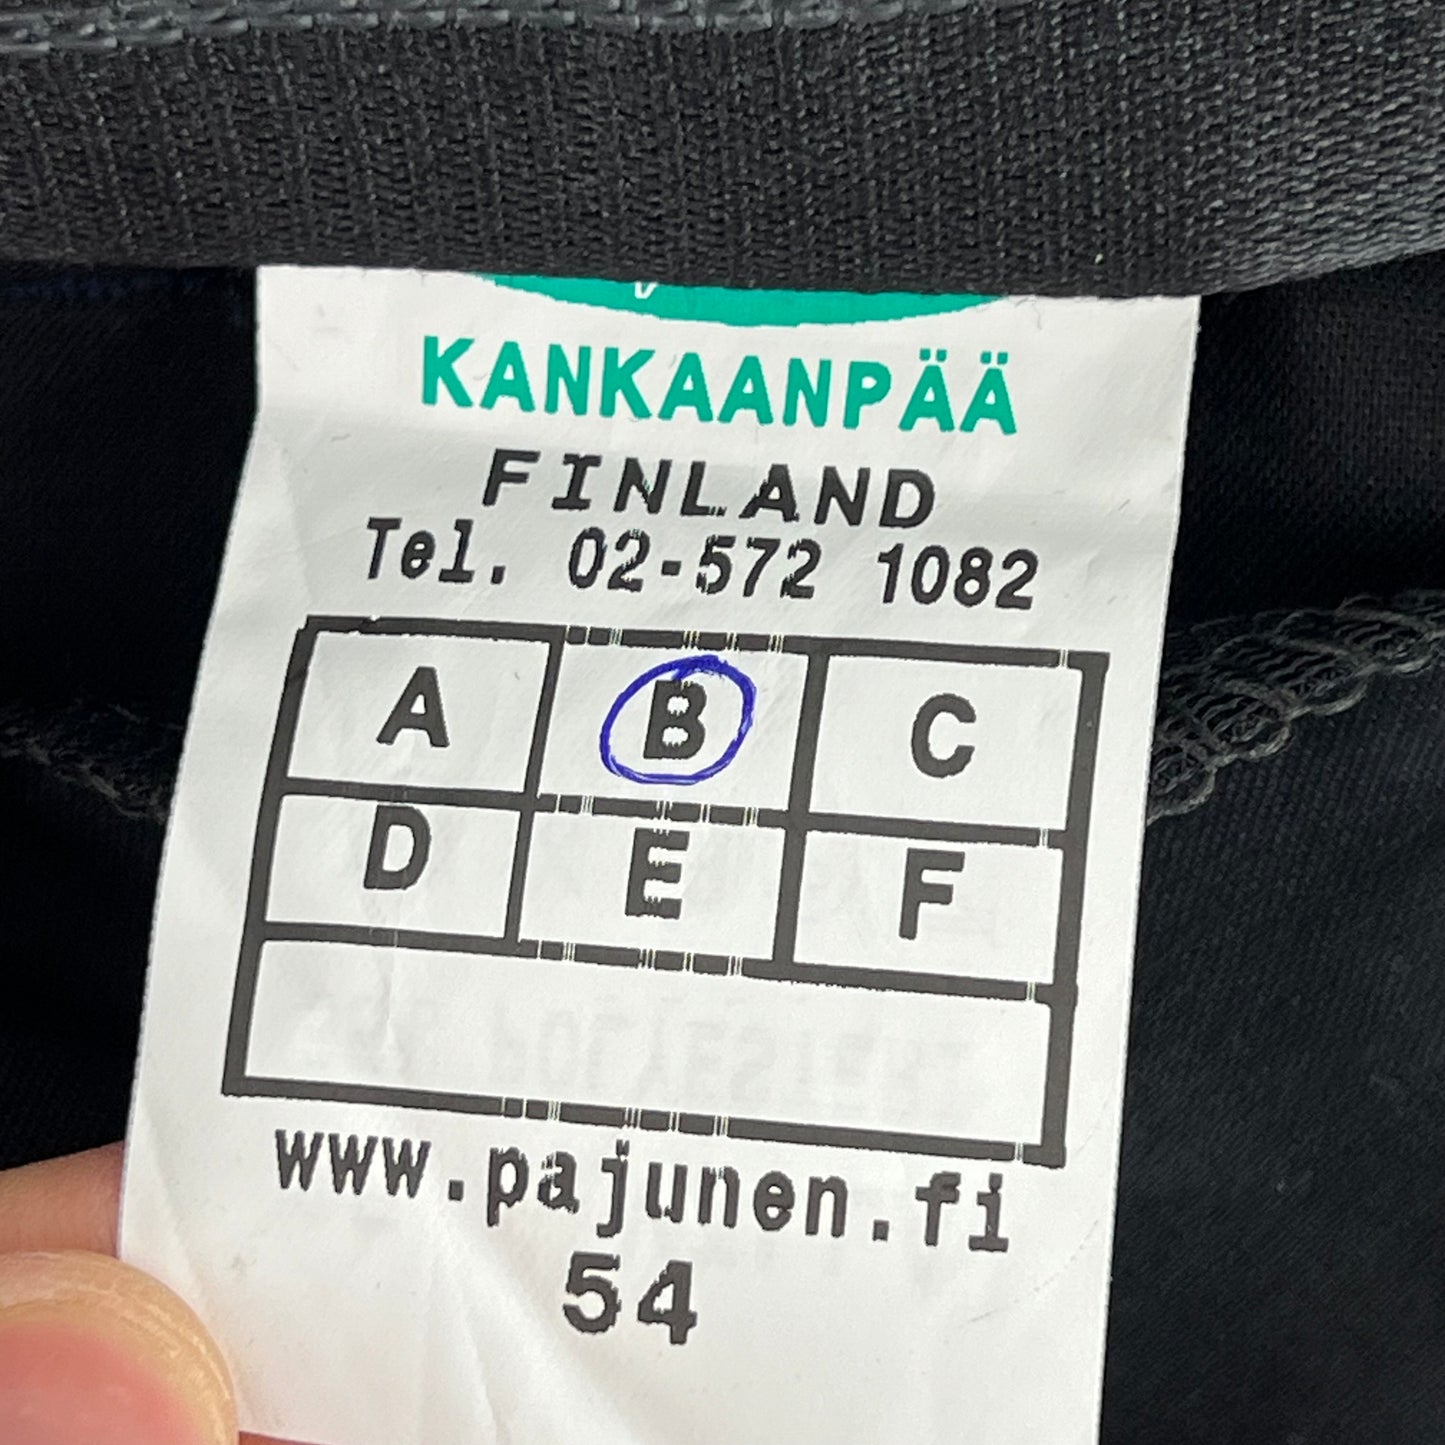 KANKAANPÄÄ
FINLAND
Tel. 02-572 1082
A B C
D E F
www.pajunen.fi
54